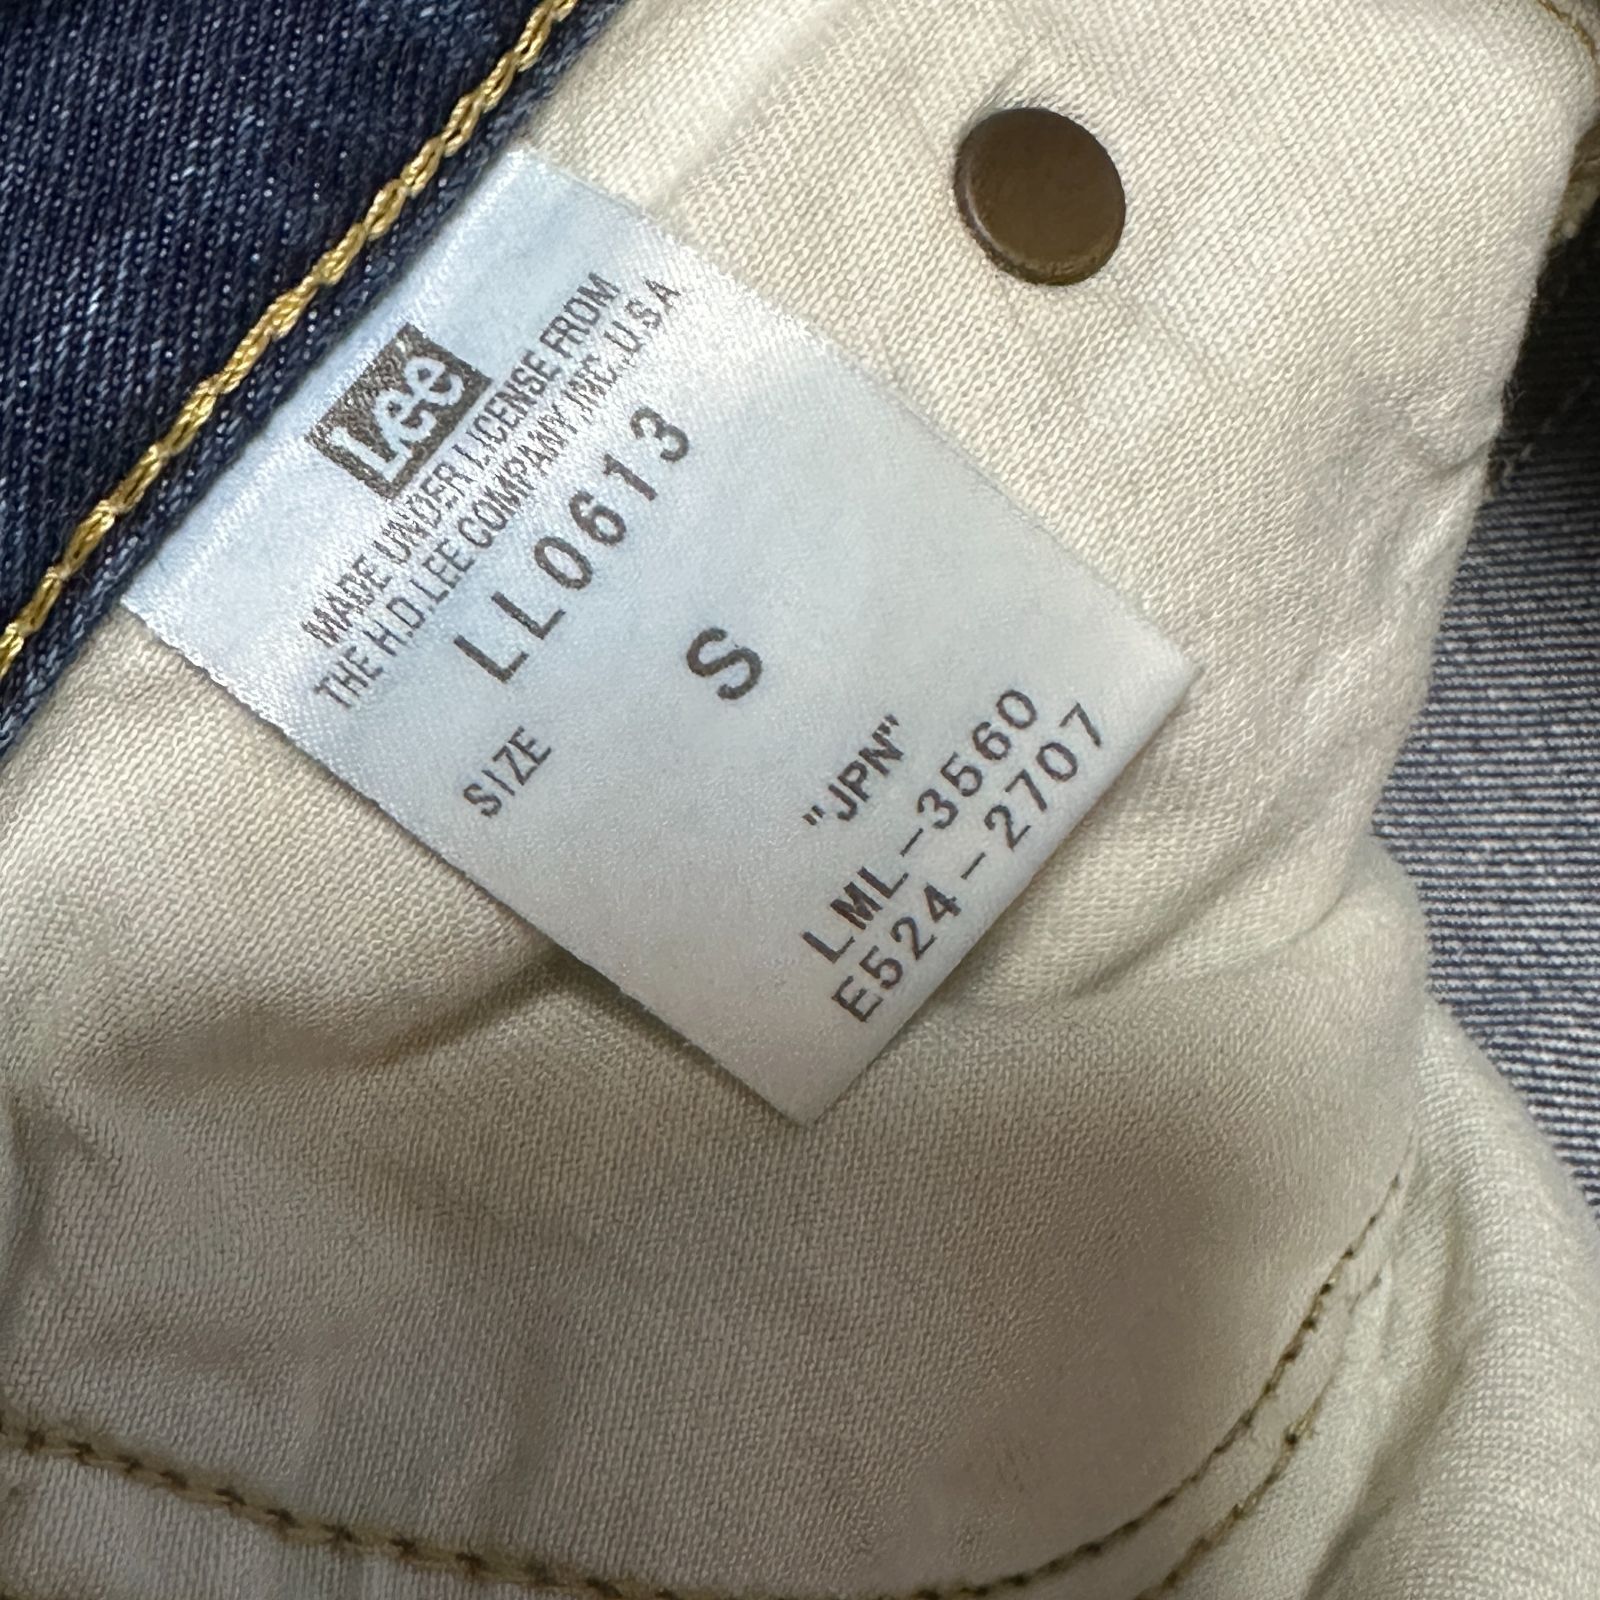 Lee
MADE UNDER LICENSE FROM
THE H.D.LEE COMPANY,INC.,U.S.A
LL0613
SIZE S
"JPN"
LML-3560
E524-2707